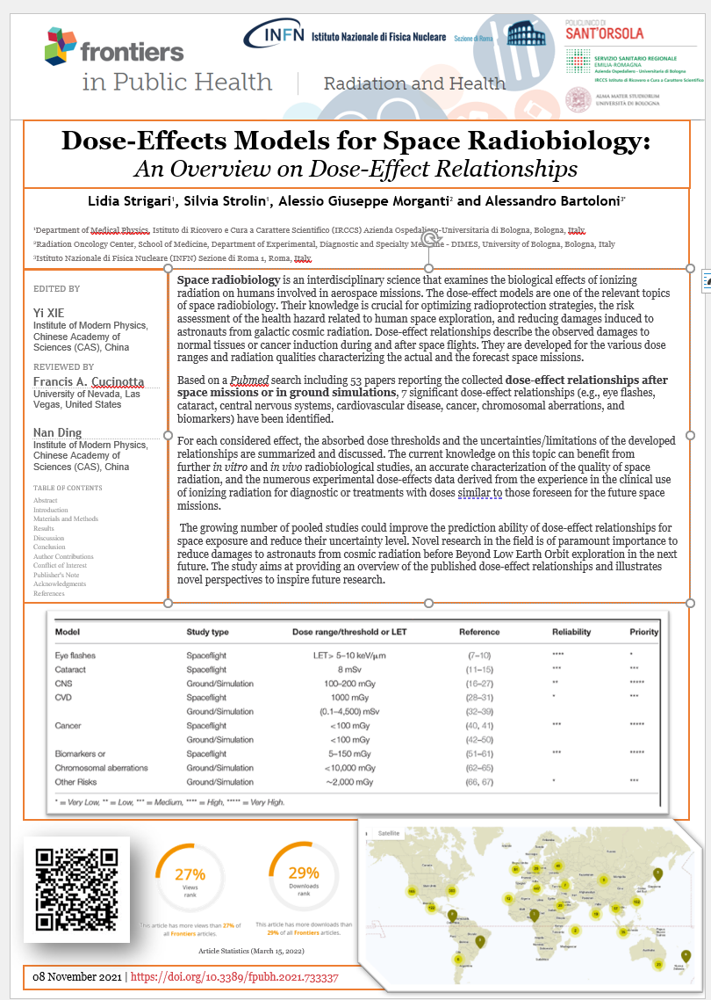 frontiers
in Public Health
Radiation and Health
INFN Istituto Nazionale di Fisica Nucleare Sezione di Roma
POLICLINICO DI
SANT'ORSOLA
SERVIZIO SANITARIO REGIONALE
EMILIA-ROMAGNA
Azienda Ospedaliero - Universitaria di Bologna
IRCCS Istituto di Ricovero e Cura a Carattere Scientifico
ALMA MATER STUDIORUM
UNIVERSITÀ DI BOLOGNA
Dose-Effects Models for Space Radiobiology:
An Overview on Dose-Effect Relationships
Lidia Strigari¹, Silvia Strolin¹, Alessio Giuseppe Morganti² and Alessandro Bartoloni³*
¹Department of Medical Physics, Istituto di Ricovero e Cura a Carattere Scientifico (IRCCS) Azienda Ospedaliero-Universitaria di Bologna, Bologna, Italy
²Radiation Oncology Center, School of Medicine, Department of Experimental, Diagnostic and Specialty Medicine - DIMES, University of Bologna, Bologna, Italy
³Istituto Nazionale di Fisica Nucleare (INFN) Sezione di Roma 1, Roma, Italy
EDITED BY
Yi XIE
Institute of Modern Physics,
Chinese Academy of
Sciences (CAS), China
REVIEWED BY
Francis A. Cucinotta
University of Nevada, Las
Vegas, United States
Nan Ding
Institute of Modern Physics,
Chinese Academy of
Sciences (CAS), China
TABLE OF CONTENTS
Abstract
Introduction
Materials and Methods
Results
Discussion
Conclusion
Author Contributions
Conflict of Interest
Publisher's Note
Acknowledgments
References
Space radiobiology is an interdisciplinary science that examines the biological effects of ionizing
radiation on humans involved in aerospace missions. The dose-effect models are one of the relevant topics
of space radiobiology. Their knowledge is crucial for optimizing radioprotection strategies, the risk
assessment of the health hazard related to human space exploration, and reducing damages induced to
astronauts from galactic cosmic radiation. Dose-effect relationships describe the observed damages to
normal tissues or cancer induction during and after space flights. They are developed for the various dose
ranges and radiation qualities characterizing the actual and the forecast space missions.
Based on a Pubmed search including 53 papers reporting the collected dose-effect relationships after
space missions or in ground simulations, 7 significant dose-effect relationships (e.g., eye flashes,
cataract, central nervous systems, cardiovascular disease, cancer, chromosomal aberrations, and
biomarkers) have been identified.
For each considered effect, the absorbed dose thresholds and the uncertainties/limitations of the developed
relationships are summarized and discussed. The current knowledge on this topic can benefit from
further in vitro and in vivo radiobiological studies, an accurate characterization of the quality of space
radiation, and the numerous experimental dose-effects data derived from the experience in the clinical use
of ionizing radiation for diagnostic or treatments with doses similar to those foreseen for the future space
missions.
The growing number of pooled studies could improve the prediction ability of dose-effect relationships for
space exposure and reduce their uncertainty level. Novel research in the field is of paramount importance to
reduce damages to astronauts from cosmic radiation before Beyond Low Earth Orbit exploration in the next
future. The study aims at providing an overview of the published dose-effect relationships and illustrates
novel perspectives to inspire future research.
Model Study type Dose range/threshold or LET Reference Reliability Priority
Eye flashes Spaceflight LET> 5–10 keV/μm (7–10) **** *
Cataract Spaceflight 8 mSv (11–15) *** ***
CNS Ground/Simulation 100–200 mGy (16–27) ** *****
CVD Spaceflight 1000 mGy (28–31) * ***
Ground/Simulation (0.1–4,500) mSv (32–39)
Cancer Spaceflight <100 mGy (40, 41) *** *****
Ground/Simulation <100 mGy (42–50)
Biomarkers or Spaceflight 5–150 mGy (51–61) *** *****
Chromosomal aberrations Ground/Simulation <10,000 mGy (62–65)
Other Risks Ground/Simulation ~2,000 mGy (66, 67) * ***
* = Very Low, ** = Low, *** = Medium, **** = High, ***** = Very High.
27%
Views
rank
This article has more views than 27% of
all Frontiers articles.
29%
Downloads
rank
This article has more downloads than
29% of all Frontiers articles.
Article Statistics (March 15, 2022)
Satellite
08 November 2021 | https://doi.org/10.3389/fpubh.2021.733337